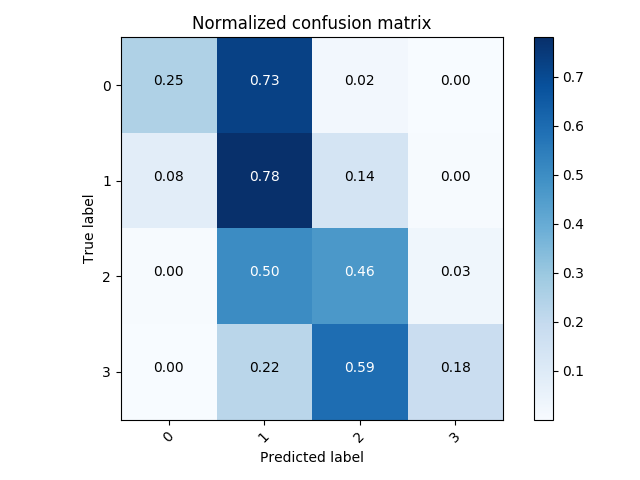 Normalized confusion matrix
True label
0 0.25 0.73 0.02 0.00
1 0.08 0.78 0.14 0.00
2 0.00 0.50 0.46 0.03
3 0.00 0.22 0.59 0.18
0 1 2 3
Predicted label
0.7
0.6
0.5
0.4
0.3
0.2
0.1